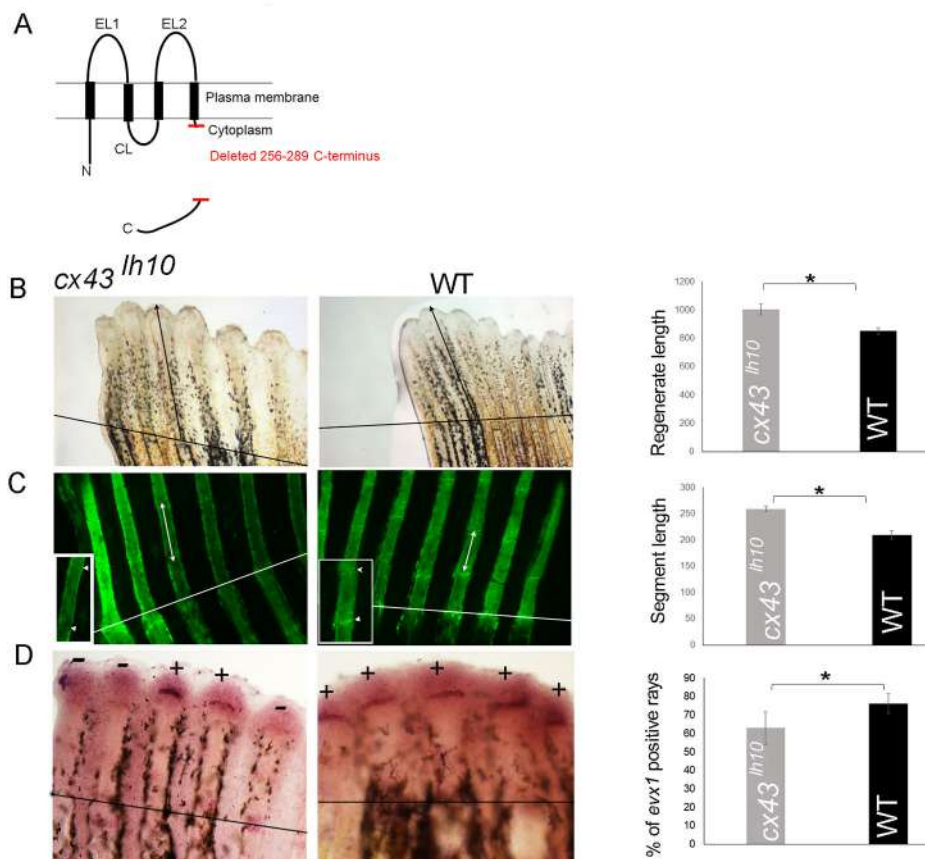 A
EL1
EL2
Plasma membrane
Cytoplasm
CL
Deleted 256-289 C-terminus
N
C
cx43 lh10
WT
B
*
1200
1000
800
600
400
200
0
Regenerate length
cx43 lh10
WT
C
*
300
250
200
150
100
50
0
Segment length
cx43 lh10
WT
D
- - + + -
+ + + + +
*
90
80
70
60
50
40
30
20
10
0
% of evx1 positive rays
cx43 lh10
WT